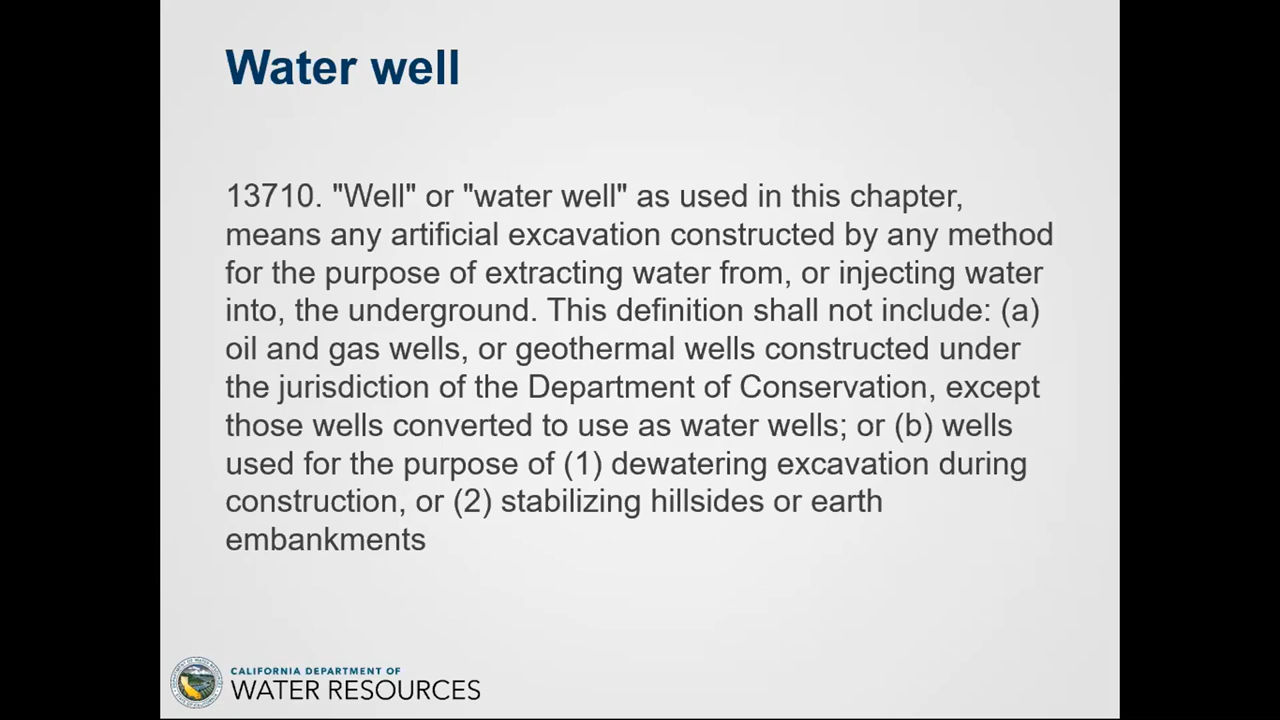 Water well
13710. "Well" or "water well" as used in this chapter,
means any artificial excavation constructed by any method
for the purpose of extracting water from, or injecting water
into, the underground. This definition shall not include: (a)
oil and gas wells, or geothermal wells constructed under
the jurisdiction of the Department of Conservation, except
those wells converted to use as water wells; or (b) wells
used for the purpose of (1) dewatering excavation during
construction, or (2) stabilizing hillsides or earth
embankments
CALIFORNIA DEPARTMENT OF
WATER RESOURCES